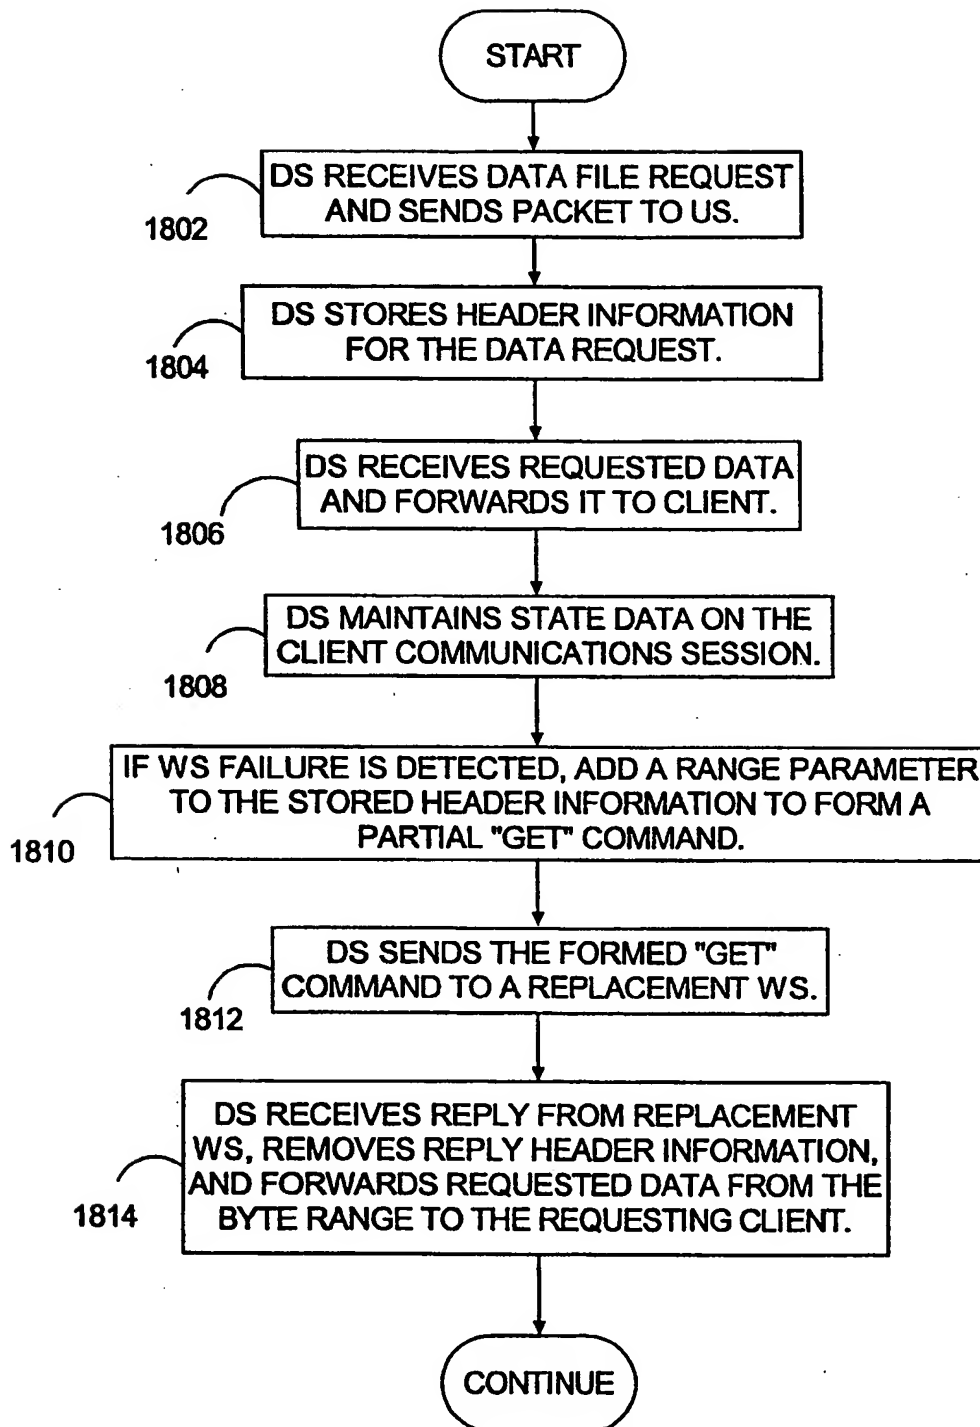 START
DS RECEIVES DATA FILE REQUEST
AND SENDS PACKET TO US.
1802
DS STORES HEADER INFORMATION
FOR THE DATA REQUEST.
1804
DS RECEIVES REQUESTED DATA
AND FORWARDS IT TO CLIENT.
1806
DS MAINTAINS STATE DATA ON THE
CLIENT COMMUNICATIONS SESSION.
1808
IF WS FAILURE IS DETECTED, ADD A RANGE PARAMETER
TO THE STORED HEADER INFORMATION TO FORM A
PARTIAL "GET" COMMAND.
1810
DS SENDS THE FORMED "GET"
COMMAND TO A REPLACEMENT WS.
1812
DS RECEIVES REPLY FROM REPLACEMENT
WS, REMOVES REPLY HEADER INFORMATION,
AND FORWARDS REQUESTED DATA FROM THE
BYTE RANGE TO THE REQUESTING CLIENT.
1814
CONTINUE